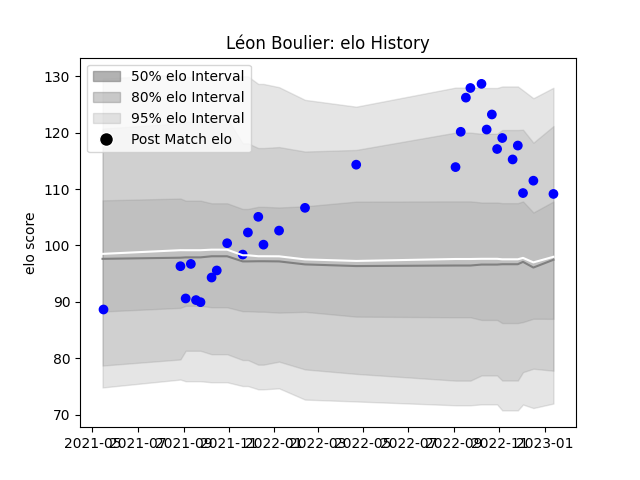 Léon Boulier: elo History
50% elo Interval
80% elo Interval
95% elo Interval
Post Match elo
elo score
130
120
110
100
90
80
70
2021-05 2021-07 2021-09 2021-11 2022-01 2022-03 2022-05 2022-07 2022-09 2022-11 2023-01